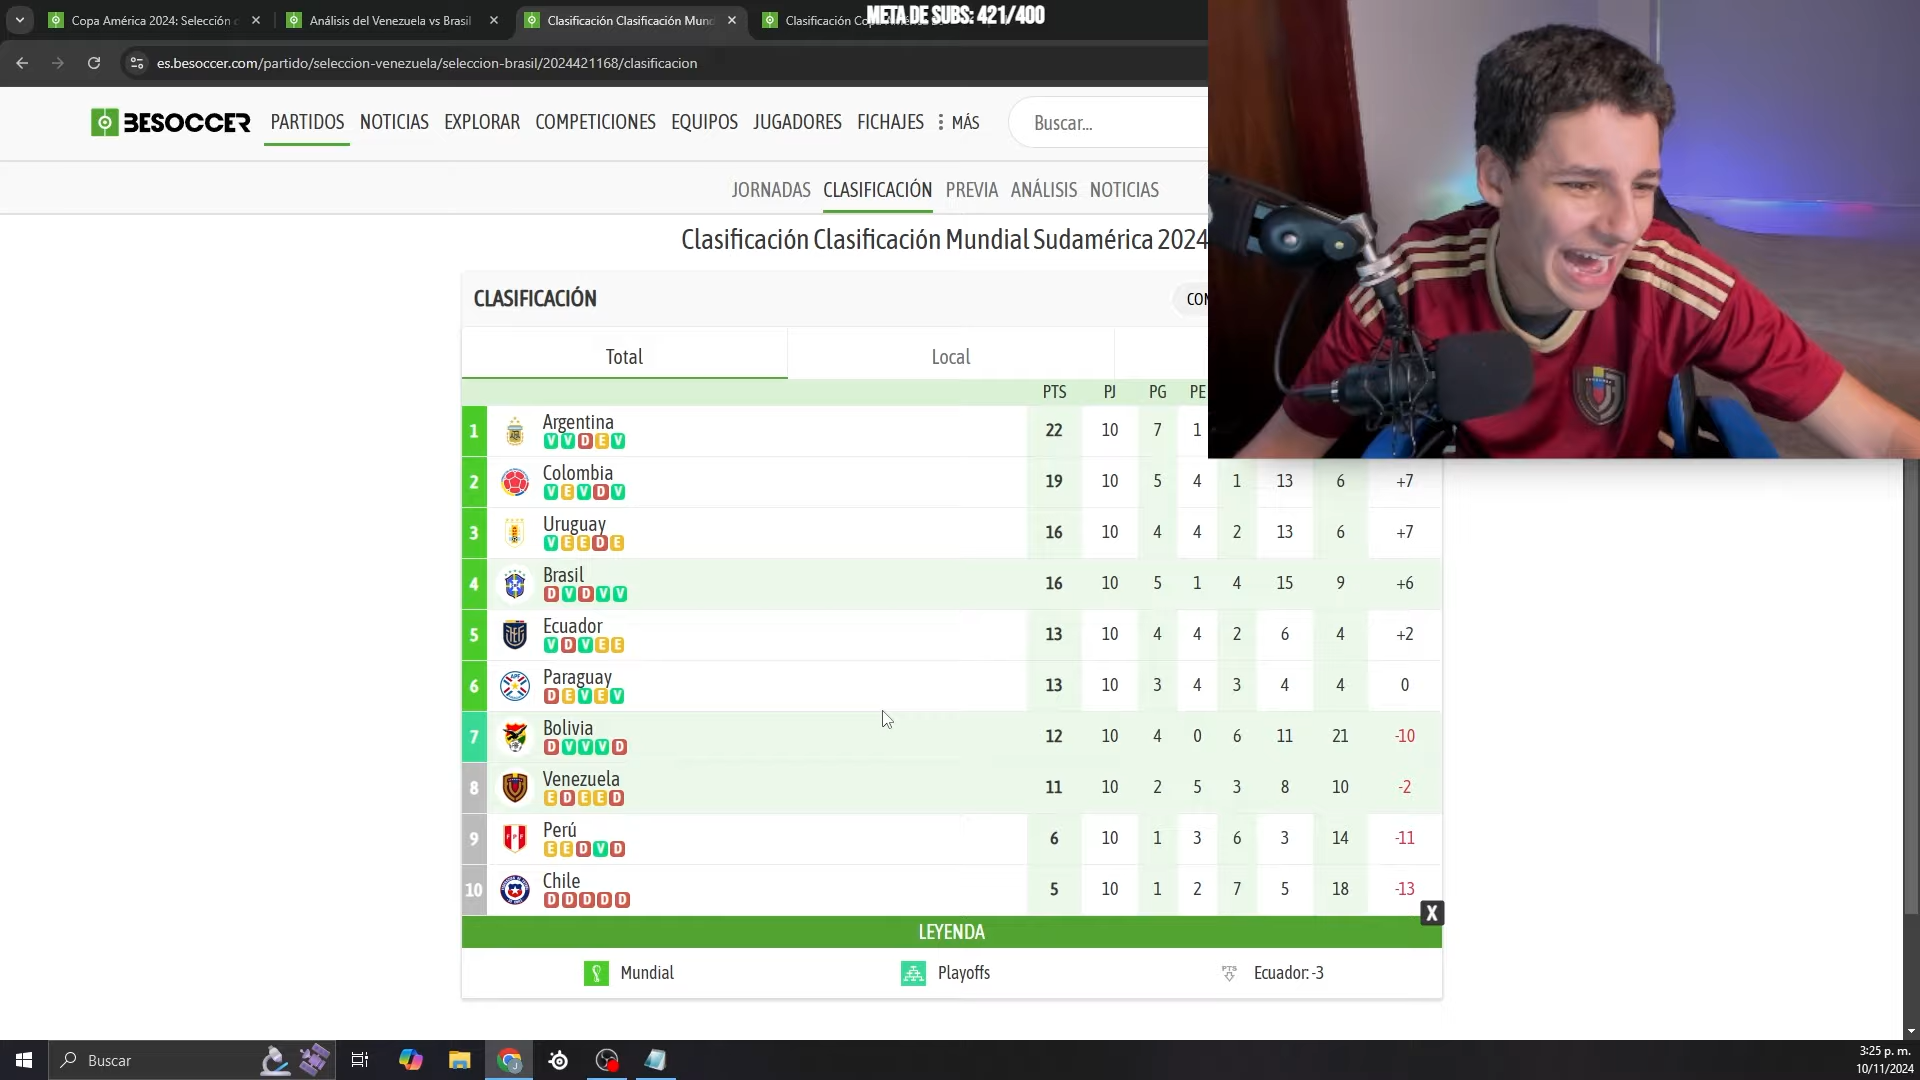 META DE SUBS: 421/400
Copa América 2024: Selección
Análisis del Venezuela vs Brasil
Clasificación Clasificación Mund
Clasificación Co
es.besoccer.com/partido/seleccion-venezuela/seleccion-brasil/2024421168/clasificacion
BESOCCER PARTIDOS NOTICIAS EXPLORAR COMPETICIONES EQUIPOS JUGADORES FICHAJES MÁS Buscar...
JORNADAS CLASIFICACIÓN PREVIA ANÁLISIS NOTICIAS
Clasificación Clasificación Mundial Sudamérica 2024
CLASIFICACIÓN
CO
Total Local
PTS PJ PG PE
1 Argentina 22 10 7 1
V V D E V
2 Colombia 19 10 5 4 1 13 6 +7
V E V D V
3 Uruguay 16 10 4 4 2 13 6 +7
V E E D E
4 Brasil 16 10 5 1 4 15 9 +6
D V D V V
5 Ecuador 13 10 4 4 2 6 4 +2
V D V E E
6 Paraguay 13 10 3 4 3 4 4 0
D E V E V
7 Bolivia 12 10 4 0 6 11 21 -10
D V V V D
8 Venezuela 11 10 2 5 3 8 10 -2
E D E E D
9 Perú 6 10 1 3 6 3 14 -11
E E D V D
10 Chile 5 10 1 2 7 5 18 -13
D D D D D
X
LEYENDA
Mundial Playoffs PTS Ecuador: -3
Buscar
3:25 p. m.
10/11/2024